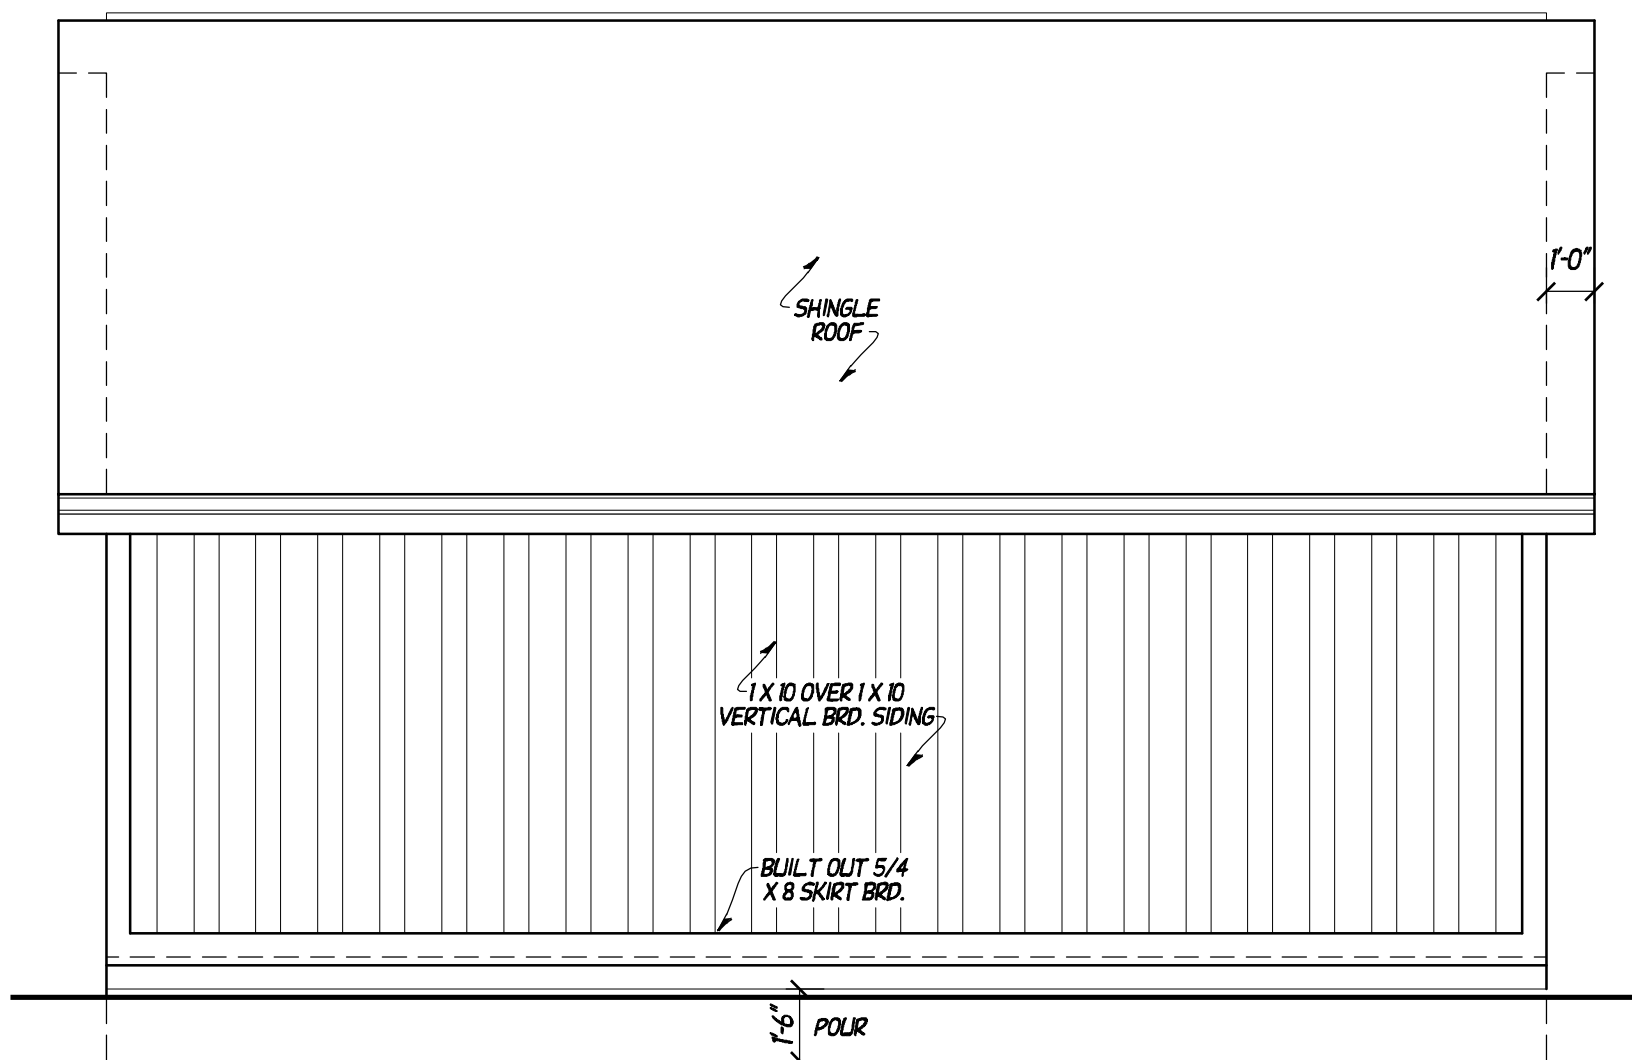 1'-0"
SHINGLE
ROOF
1 X 10 OVER 1 X 10
VERTICAL BRD. SIDING
BUILT OUT 5/4
X 8 SKIRT BRD.
1'-6"
POUR